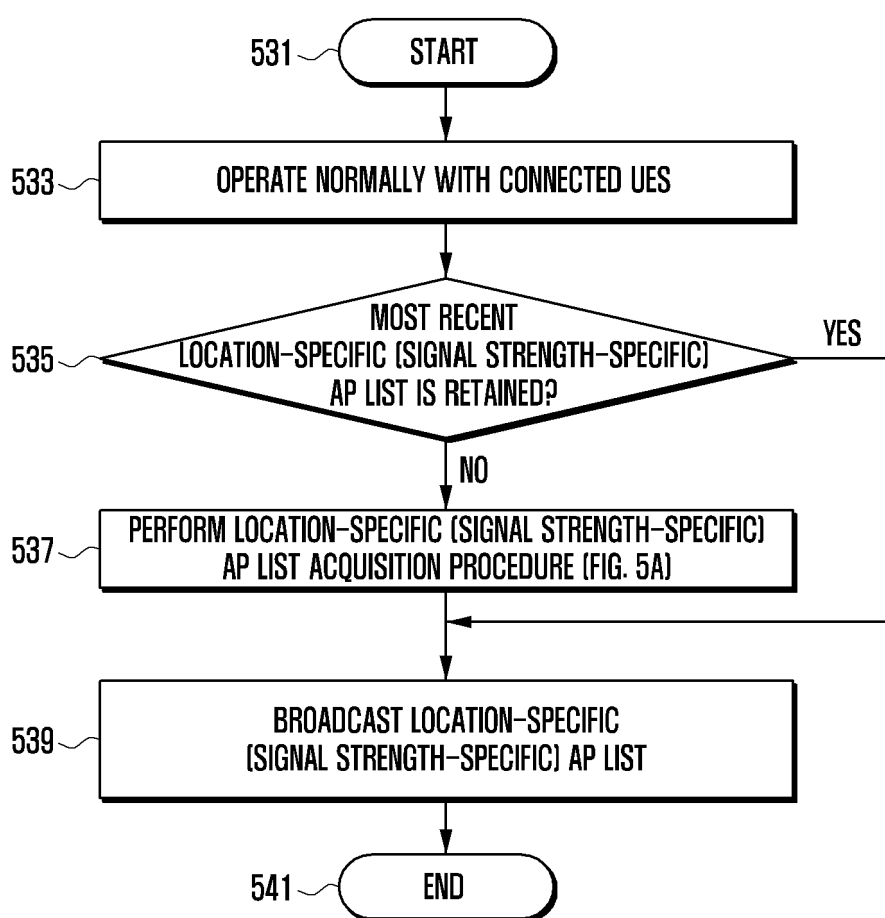 531
START
533
OPERATE NORMALLY WITH CONNECTED UES
535
MOST RECENT
LOCATION-SPECIFIC (SIGNAL STRENGTH-SPECIFIC)
AP LIST IS RETAINED?
YES
NO
537
PERFORM LOCATION-SPECIFIC (SIGNAL STRENGTH-SPECIFIC)
AP LIST ACQUISITION PROCEDURE (FIG. 5A)
539
BROADCAST LOCATION-SPECIFIC
(SIGNAL STRENGTH-SPECIFIC) AP LIST
541
END